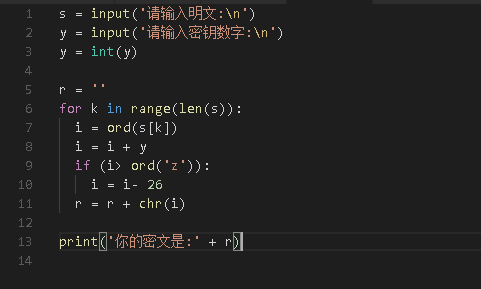 1 s = input('请输入明文:\n')
2 y = input('请输入密钥数字:\n')
3 y = int(y)
4
5 r = ''
6 for k in range(len(s)):
7 i = ord(s[k])
8 i = i + y
9 if (i> ord('z')):
10 i = i- 26
11 r = r + chr(i)
12
13 print('你的密文是:' + r)
14